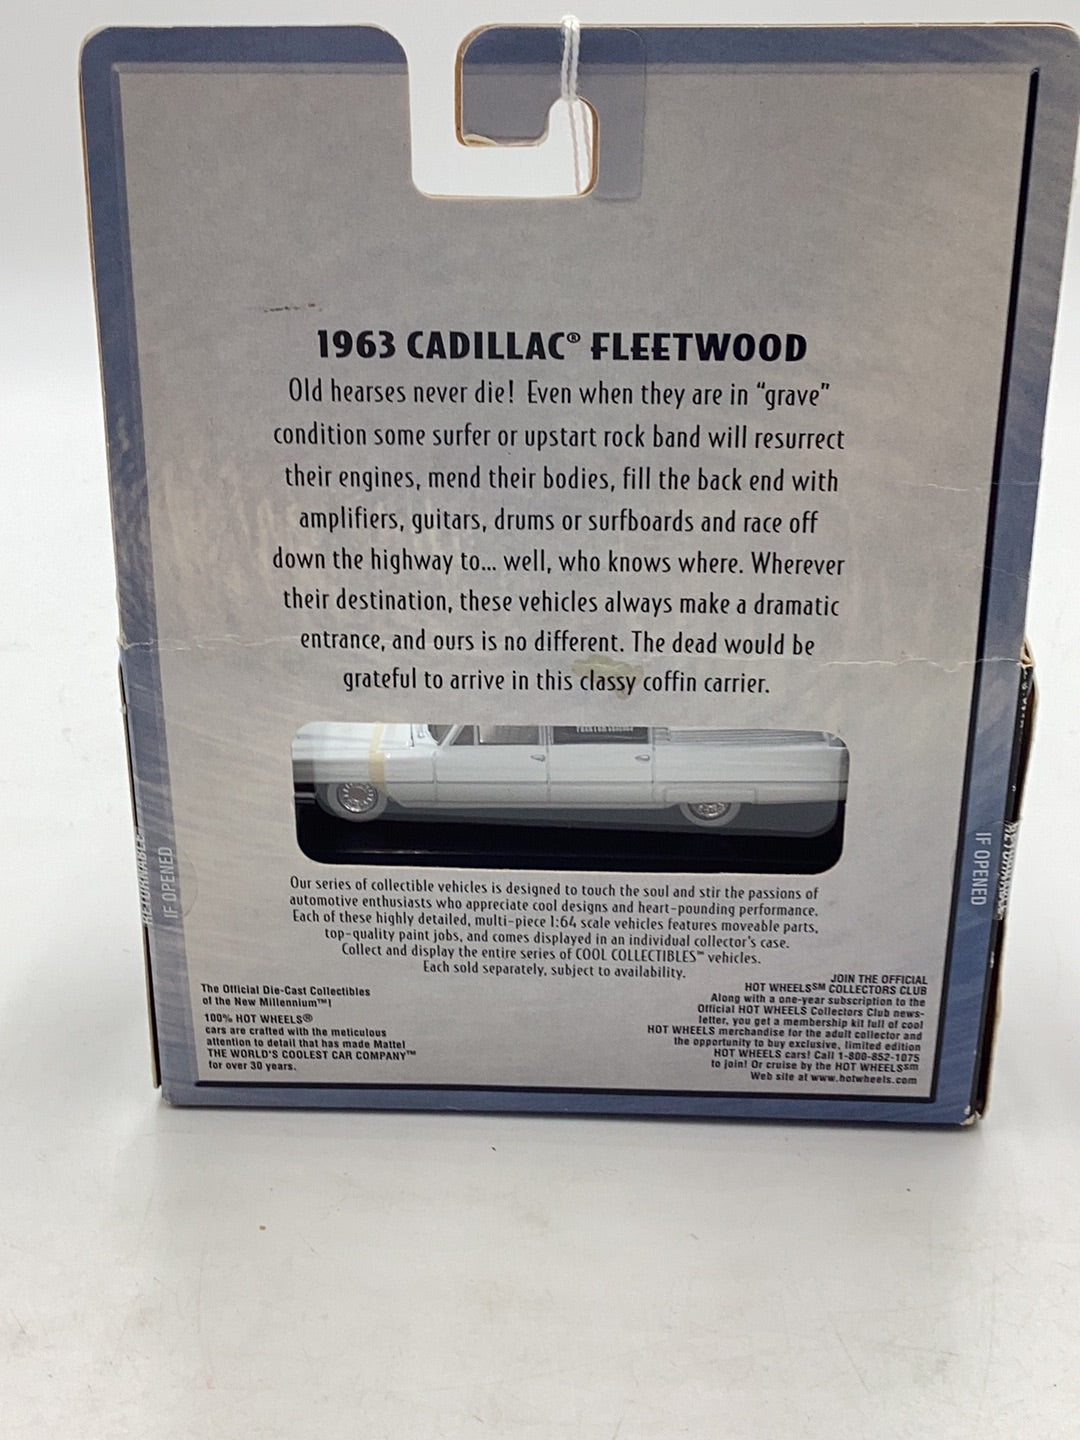 1963 CADILLAC® FLEETWOOD
Old hearses never die! Even when they are in “grave”
condition some surfer or upstart rock band will resurrect
their engines, mend their bodies, fill the back end with
amplifiers, guitars, drums or surfboards and race off
down the highway to... well, who knows where. Wherever
their destination, these vehicles always make a dramatic
entrance, and ours is no different. The dead would be
grateful to arrive in this classy coffin carrier.
IF OPENED
IF OPENED
Our series of collectible vehicles is designed to touch the soul and stir the passions of
automotive enthusiasts who appreciate cool designs and heart-pounding performance.
Each of these highly detailed, multi-piece 1:64 scale vehicles features moveable parts,
top-quality paint jobs, and comes displayed in an individual collector's case.
Collect and display the entire series of COOL COLLECTIBLES™ vehicles.
Each sold separately, subject to availability.
The Official Die-Cast Collectibles
of the New Millennium™!
100% HOT WHEELS®
cars are crafted with the meticulous
attention to detail that has made Mattel
THE WORLD'S COOLEST CAR COMPANY™
for over 30 years.
JOIN THE OFFICIAL
HOT WHEELS℠ COLLECTORS CLUB
Along with a one-year subscription to the
Official HOT WHEELS Collectors Club news-
letter, you get a membership kit full of cool
HOT WHEELS merchandise for the adult collector and
the opportunity to buy exclusive, limited edition
HOT WHEELS cars! Call 1-800-852-1075
to join! Or cruise by the HOT WHEELS℠
Web site at www.hotwheels.com